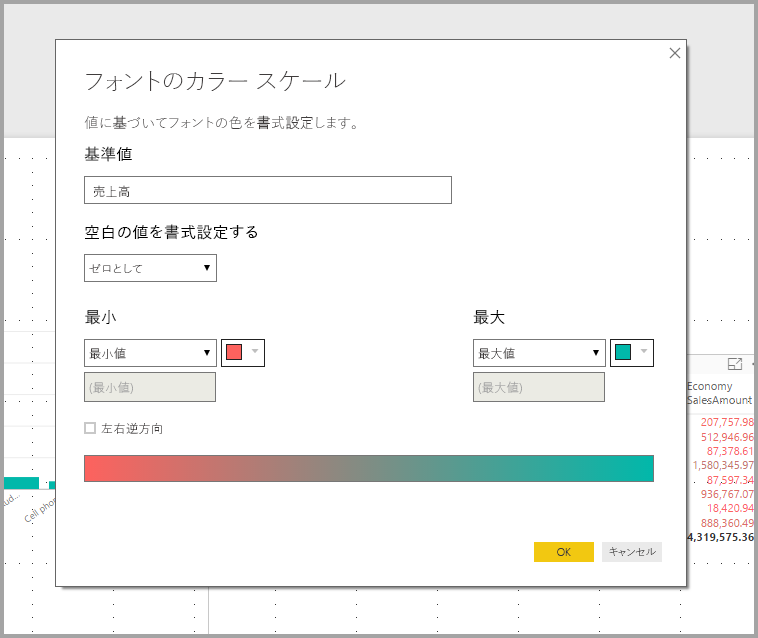 フォントのカラー スケール
値に基づいてフォントの色を書式設定します。
基準値
売上高
空白の値を書式設定する
ゼロとして
最小
最大
最小値
最大値
(最小値)
(最大値)
左右逆方向
OK
キャンセル
Economy
SalesAmount
207,757.98
512,946.96
87,378.61
1,580,345.97
87,597.34
936,767.07
18,420.94
888,360.49
4,319,575.36
ud...
Cell phon